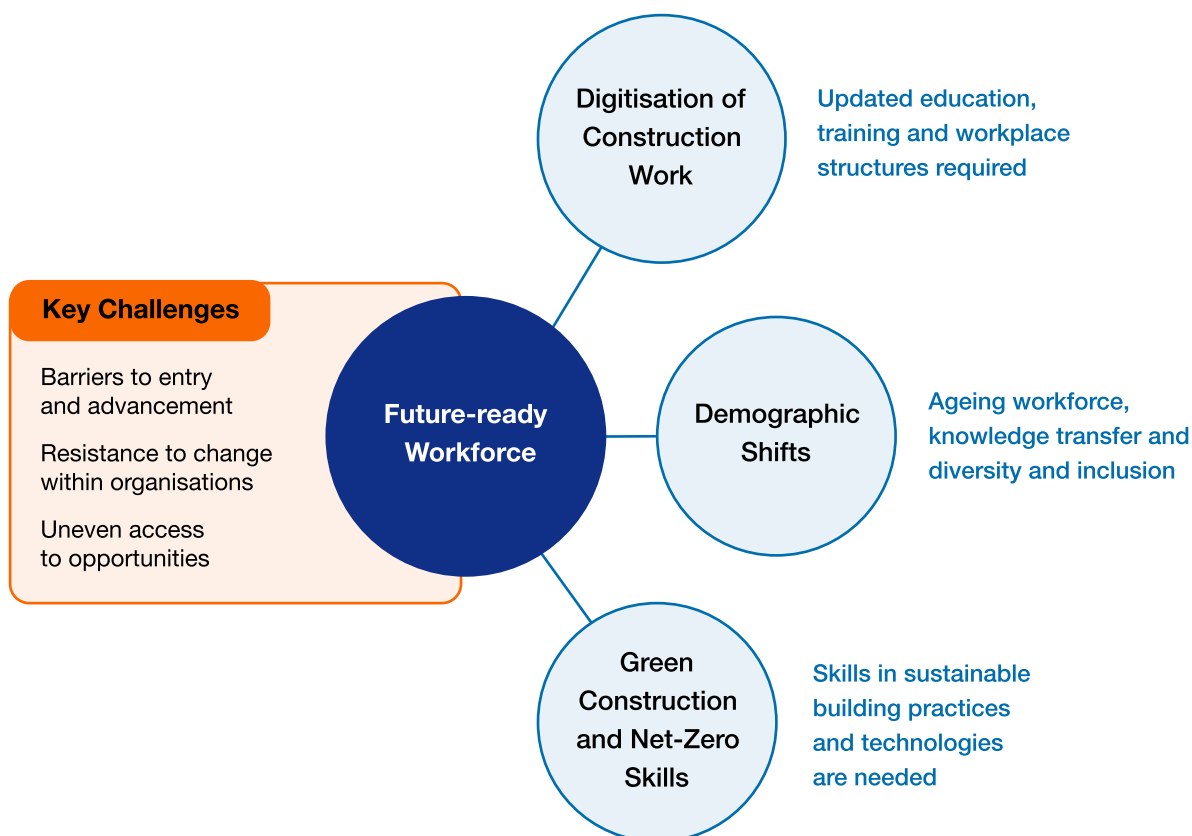 Key Challenges
Barriers to entry
and advancement
Resistance to change
within organisations
Uneven access
to opportunities
Future-ready
Workforce
Digitisation of
Construction
Work
Updated education,
training and workplace
structures required
Demographic
Shifts
Ageing workforce,
knowledge transfer and
diversity and inclusion
Green
Construction
and Net-Zero
Skills
Skills in sustainable
building practices
and technologies
are needed